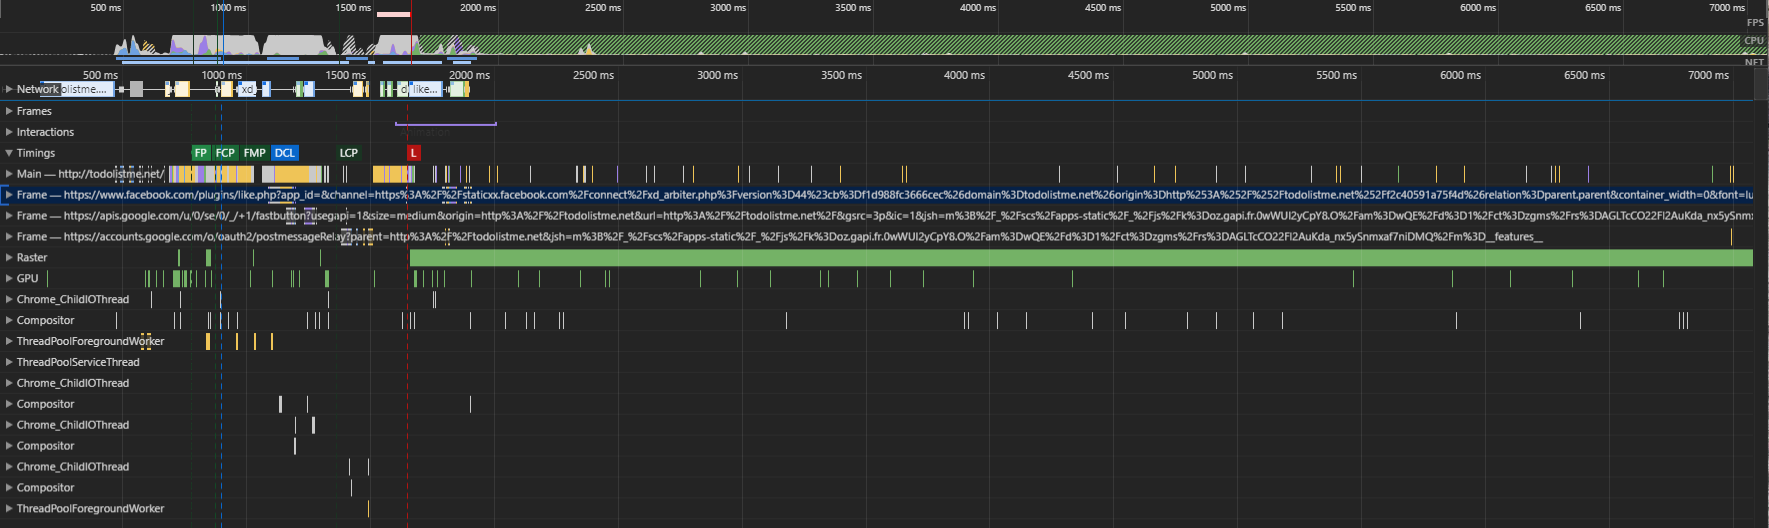 500 ms 1000 ms 1500 ms 2000 ms 2500 ms 3000 ms 3500 ms 4000 ms 4500 ms 5000 ms 5500 ms 6000 ms 6500 ms 7000 ms
FPS
CPU
NET
500 ms 1000 ms 1500 ms 2000 ms 2500 ms 3000 ms 3500 ms 4000 ms 4500 ms 5000 ms 5500 ms 6000 ms 6500 ms 7000 ms
Network olistme.... xd like...
Frames
Interactions Animation
Timings FP FCP FMP DCL LCP L
Main — http://todolistme.net/
Frame — https://www.facebook.com/plugins/like.php?app_id=&channel=https%3A%2F%2Fstaticxx.facebook.com%2Fconnect%2Fxd_arbiter.php%3Fversion%3D44%23cb%3Df1d988fc3666cec%26domain%3Dtodolistme.net%26origin%3Dhttp%253A%252F%252Ftodolistme.net%252Ff2c40591a75f4d%26relation%3Dparent.parent&container_width=0&font=lu
Frame — https://apis.google.com/u/0/se/0/_/+1/fastbutton?usegapi=1&size=medium&origin=http%3A%2F%2Ftodolistme.net&url=http%3A%2F%2Ftodolistme.net%2F&gsrc=3p&ic=1&jsh=m%3B%2F_%2Fscs%2Fapps-static%2F_%2Fjs%2Fk%3Doz.gapi.fr.0wWUI2yCpY8.O%2Fam%3DwQE%2Fd%3D1%2Fct%3Dzgms%2Frs%3DAGLTcCO22Fl2AuKda_nx5ySnmx
Frame — https://accounts.google.com/o/oauth2/postmessageRelay?parent=http%3A%2F%2Ftodolistme.net&jsh=m%3B%2F_%2Fscs%2Fapps-static%2F_%2Fjs%2Fk%3Doz.gapi.fr.0wWUI2yCpY8.O%2Fam%3DwQE%2Fd%3D1%2Fct%3Dzgms%2Frs%3DAGLTcCO22Fl2AuKda_nx5ySnmxaf7niDMQ%2Fm%3D__features__
Raster
GPU
Chrome_ChildIOThread
Compositor
ThreadPoolForegroundWorker
ThreadPoolServiceThread
Chrome_ChildIOThread
Compositor
Chrome_ChildIOThread
Compositor
Chrome_ChildIOThread
Compositor
ThreadPoolForegroundWorker